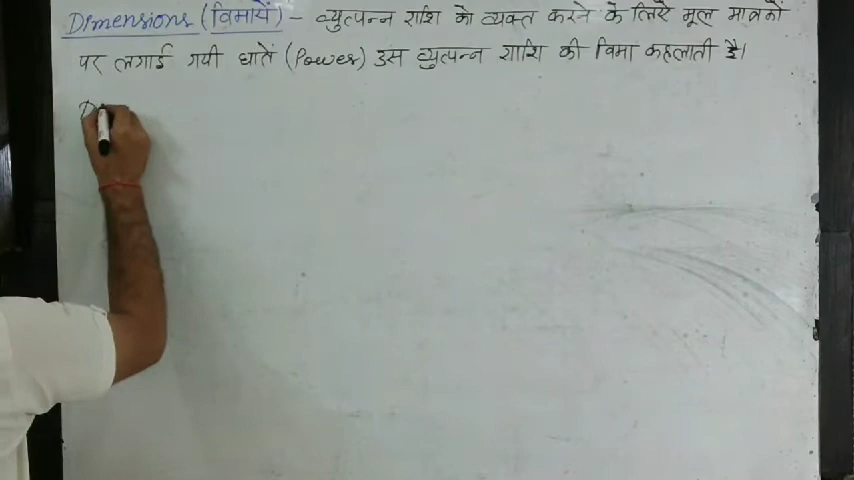 Dimensions (विमायें) - व्युत्पन्न राशि को व्यक्त करने के लिए मूल मात्रकों
पर लगाई गयी घातें (Power) उस व्युत्पन्न राशि की विमा कहलाती है।
D